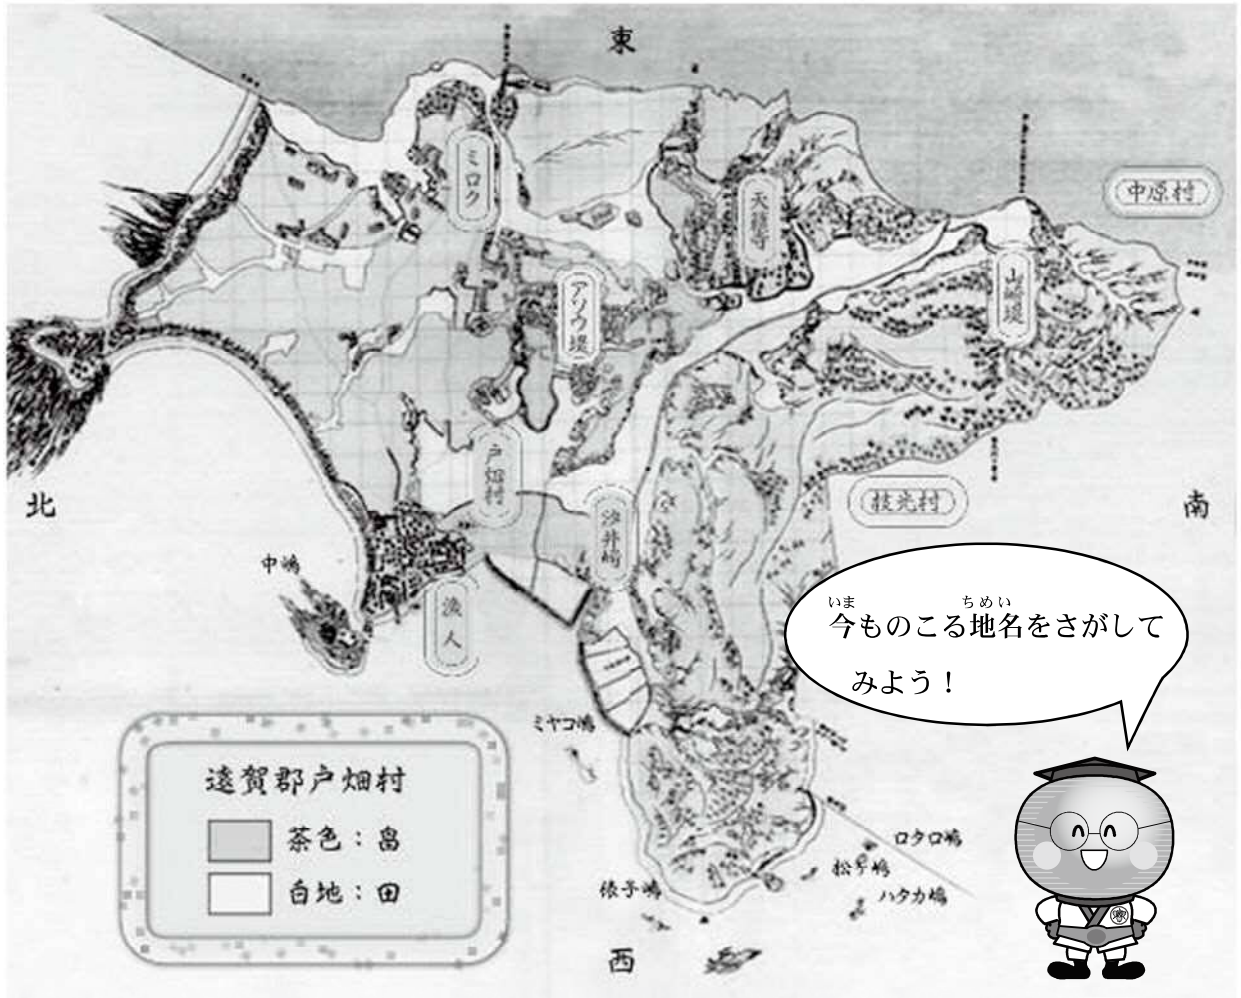 東
中原村
ミロク
天籟寺
アソウ堤
山崎堤
北
戸畑村
汐井崎
枝光村
南
中嶋
漁人
いま ちめい
今ものこる地名をさがして
みよう！
ミヤコ嶋
遠賀郡戸畑村
茶色：畠
白地：田
ロクロ嶋
松ケ嶋
ハタカ嶋
俵子嶋
西